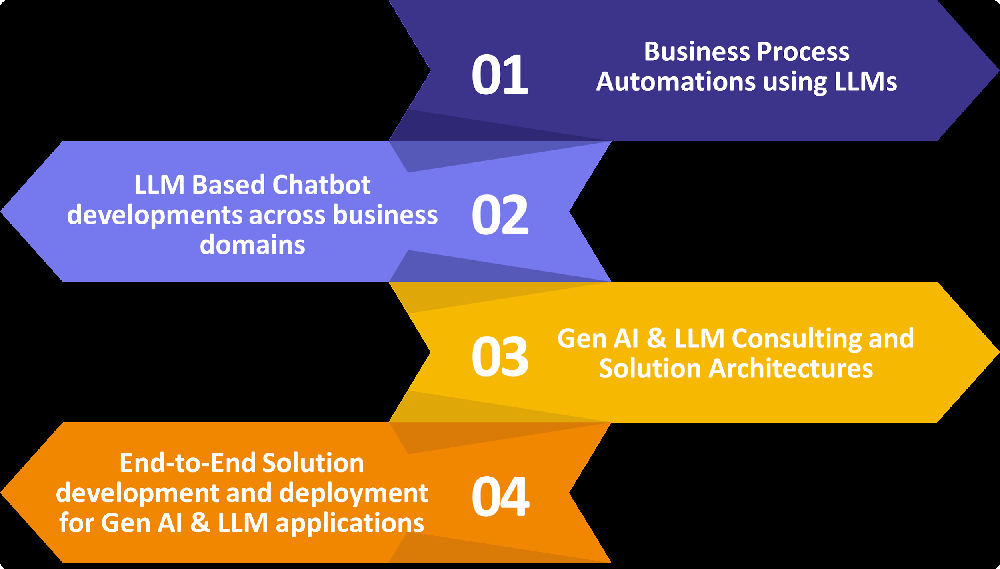 01
Business Process
Automations using LLMs
LLM Based Chatbot
developments across business
domains
02
03
Gen AI & LLM Consulting and
Solution Architectures
End-to-End Solution
development and deployment
for Gen AI & LLM applications
04